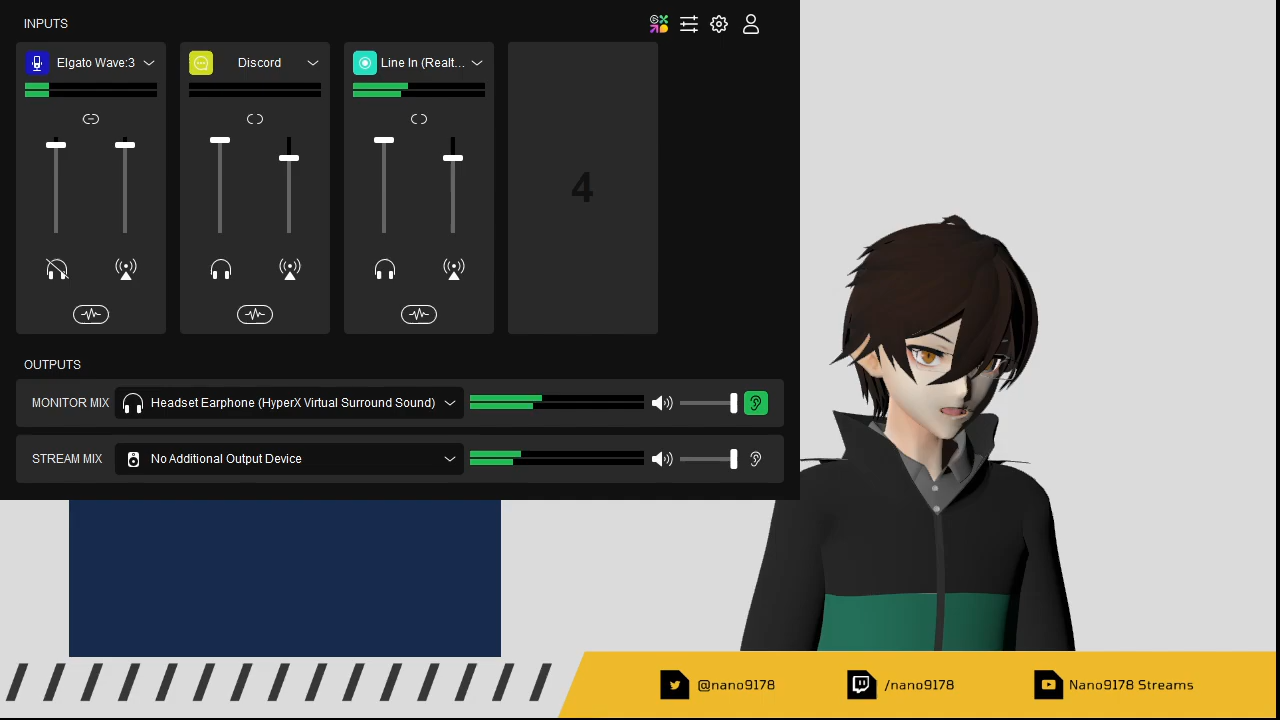 INPUTS
Elgato Wave:3
Discord
Line In (Realt...
4
OUTPUTS
MONITOR MIX
Headset Earphone (HyperX Virtual Surround Sound)
STREAM MIX
No Additional Output Device
@nano9178
/nano9178
Nano9178 Streams